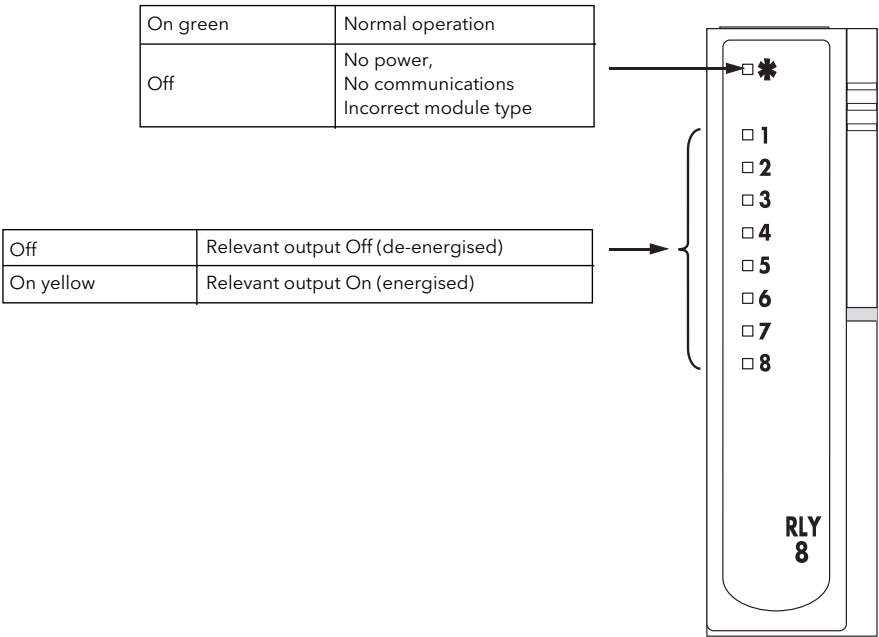 On green Normal operation
Off No power,
No communications
Incorrect module type
✱
1
2
3
4
5
6
7
8
Off Relevant output Off (de-energised)
On yellow Relevant output On (energised)
RLY
8